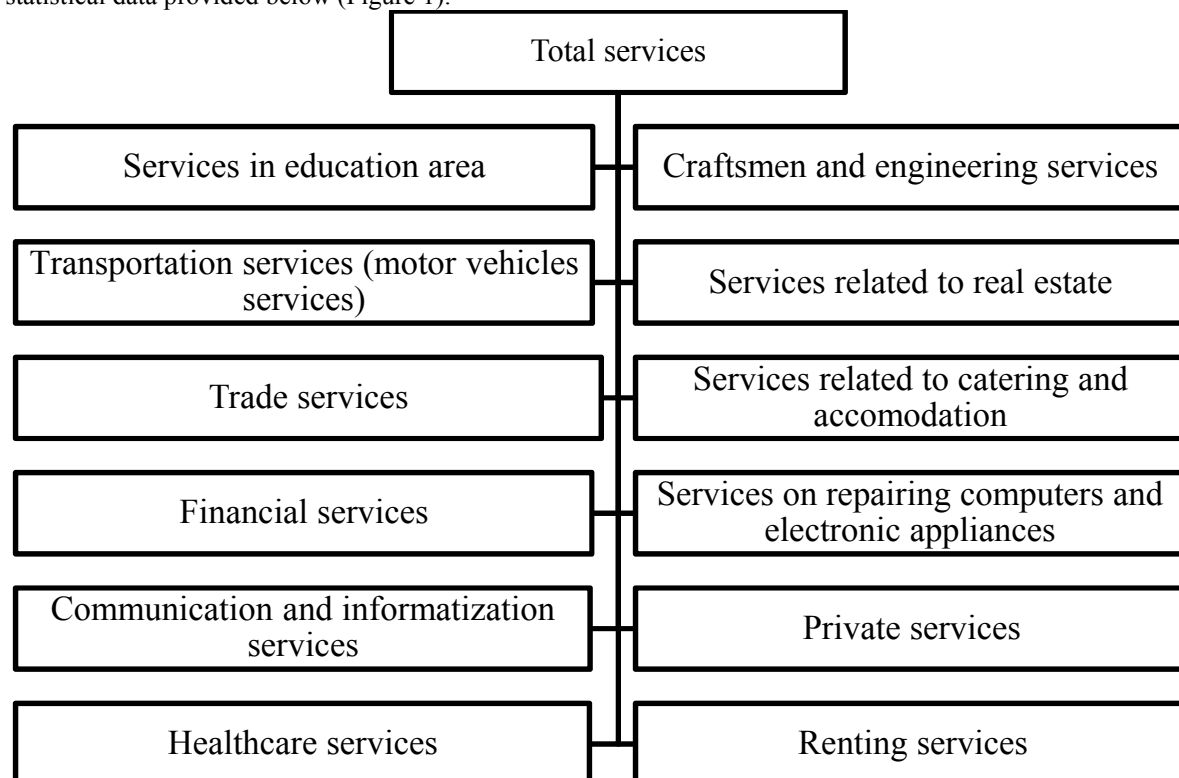 statistical data provided below (Figure 1).
Total services
Services in education area
Craftsmen and engineering services
Transportation services (motor vehicles
services)
Services related to real estate
Trade services
Services related to catering and
accomodation
Financial services
Services on repairing computers and
electronic appliances
Communication and informatization
services
Private services
Healthcare services
Renting services